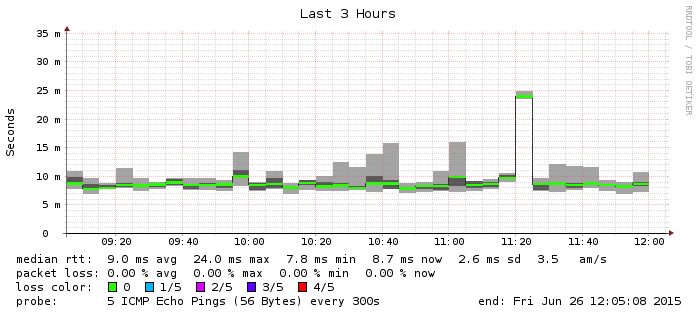 Last 3 Hours
RRDTOOL / TOBI OETIKER
Seconds
35 m
30 m
25 m
20 m
15 m
10 m
5 m
0
09:20 09:40 10:00 10:20 10:40 11:00 11:20 11:40 12:00
median rtt: 9.0 ms avg 24.0 ms max 7.8 ms min 8.7 ms now 2.6 ms sd 3.5 am/s
packet loss: 0.00 % avg 0.00 % max 0.00 % min 0.00 % now
loss color: 0 1/5 2/5 3/5 4/5
probe: 5 ICMP Echo Pings (56 Bytes) every 300s end: Fri Jun 26 12:05:08 2015